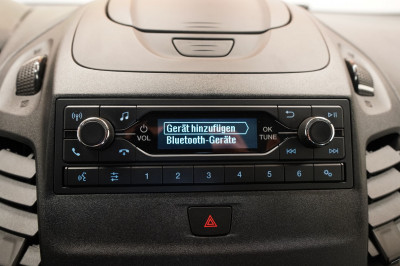 Gerät hinzufügen
Bluetooth-Geräte
VOL
OK
TUNE
1 2 3 4 5 6